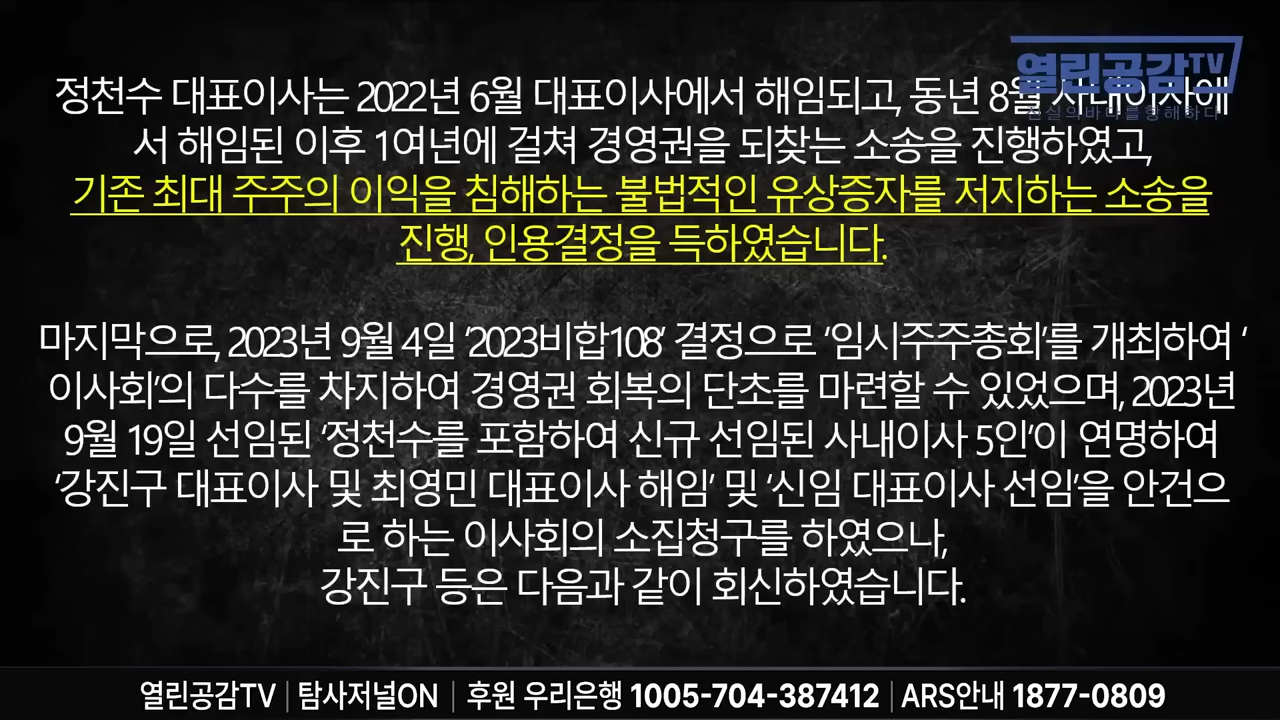 열린공감TV
진실의바다를항해하다
정천수 대표이사는 2022년 6월 대표이사에서 해임되고, 동년 8월 사내이사에
서 해임된 이후 1여년에 걸쳐 경영권을 되찾는 소송을 진행하였고,
기존 최대 주주의 이익을 침해하는 불법적인 유상증자를 저지하는 소송을
진행, 인용결정을 득하였습니다.
마지막으로, 2023년 9월 4일 '2023비합108' 결정으로 '임시주주총회'를 개최하여 '
이사회'의 다수를 차지하여 경영권 회복의 단초를 마련할 수 있었으며, 2023년
9월 19일 선임된 '정천수를 포함하여 신규 선임된 사내이사 5인'이 연명하여
'강진구 대표이사 및 최영민 대표이사 해임' 및 '신임 대표이사 선임'을 안건으
로 하는 이사회의 소집청구를 하였으나,
강진구 등은 다음과 같이 회신하였습니다.
열린공감TV | 탐사저널ON | 후원 우리은행 1005-704-387412 | ARS안내 1877-0809